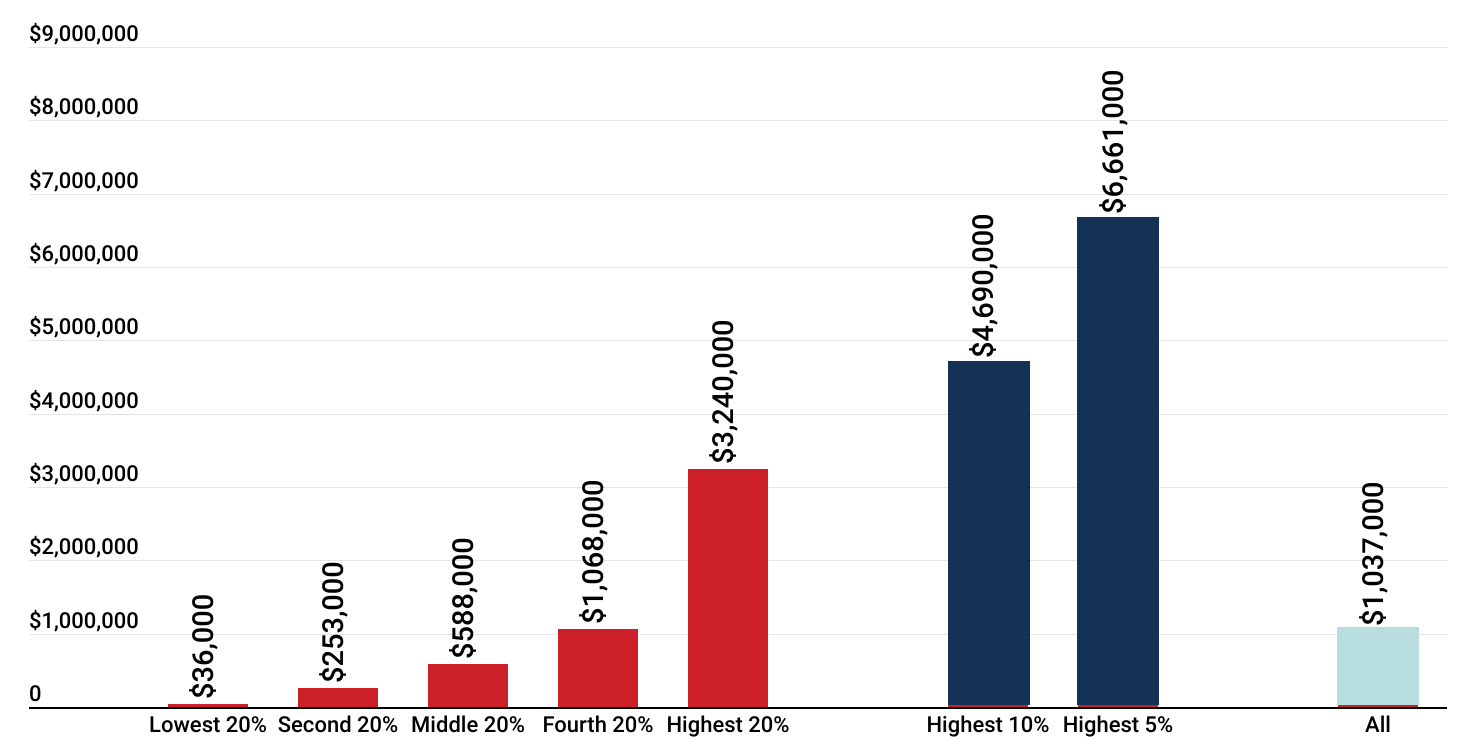 $9,000,000
$8,000,000
$7,000,000
$6,000,000
$5,000,000
$4,000,000
$3,000,000
$2,000,000
$1,000,000
0
$36,000
$253,000
$588,000
$1,068,000
$3,240,000
$4,690,000
$6,661,000
$1,037,000
Lowest 20%
Second 20%
Middle 20%
Fourth 20%
Highest 20%
Highest 10%
Highest 5%
All